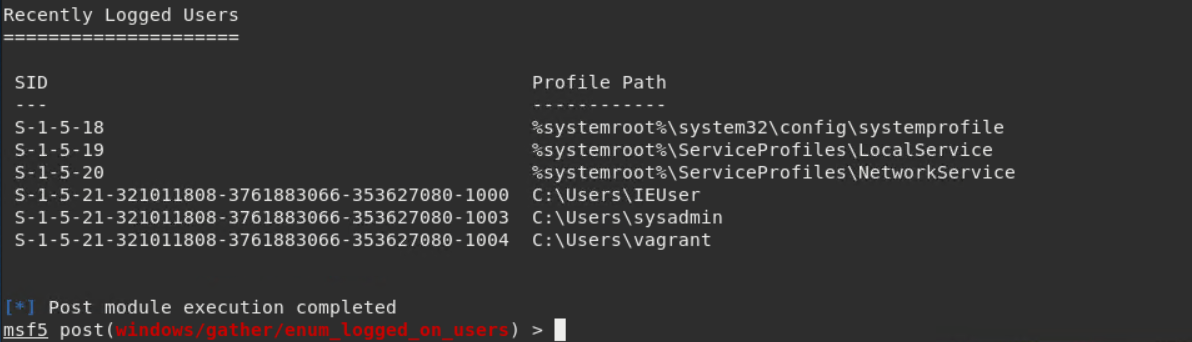 Recently Logged Users
=====================
SID Profile Path
--- ------------
S-1-5-18 %systemroot%\system32\config\systemprofile
S-1-5-19 %systemroot%\ServiceProfiles\LocalService
S-1-5-20 %systemroot%\ServiceProfiles\NetworkService
S-1-5-21-321011808-3761883066-353627080-1000 C:\Users\IEUser
S-1-5-21-321011808-3761883066-353627080-1003 C:\Users\sysadmin
S-1-5-21-321011808-3761883066-353627080-1004 C:\Users\vagrant
[*] Post module execution completed
msf5 post(windows/gather/enum_logged_on_users) >